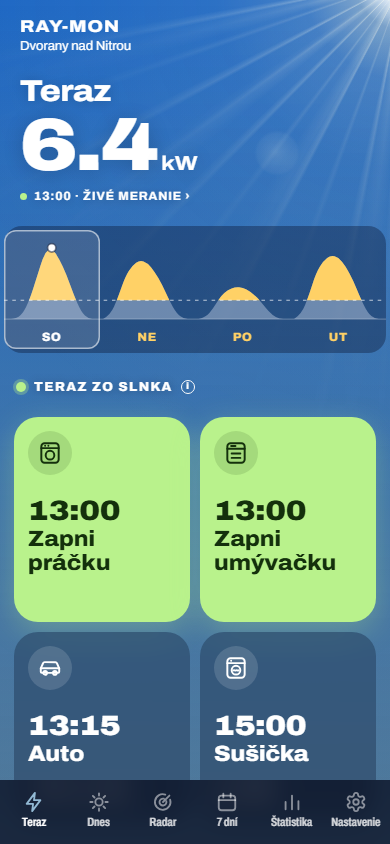 RAY-MON
Dvorany nad Nitrou
Teraz
6.4 kW
13:00 · ŽIVÉ MERANIE ›
SO NE PO UT
TERAZ ZO SLNKA
13:00
Zapni
práčku
13:00
Zapni
umývačku
13:15
Auto
15:00
Sušička
Teraz Dnes Radar 7 dní Štatistika Nastavenie